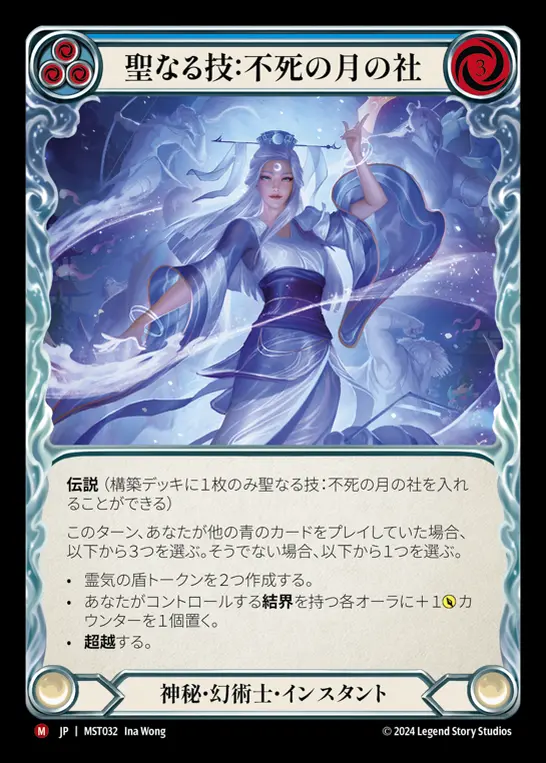 聖なる技:不死の月の社
3
伝説(構築デッキに1枚のみ聖なる技:不死の月の社を入れ
ることができる)
このターン、あなたが他の青のカードをプレイしていた場合、
以下から3つを選ぶ。そうでない場合、以下から1つを選ぶ。
• 霊気の盾トークンを2つ作成する。
• あなたがコントロールする結界を持つ各オーラに+1カ
ウンターを1個置く。
• 超越する。
神秘・幻術士・インスタント
M JP | MST032 Ina Wong
© 2024 Legend Story Studios